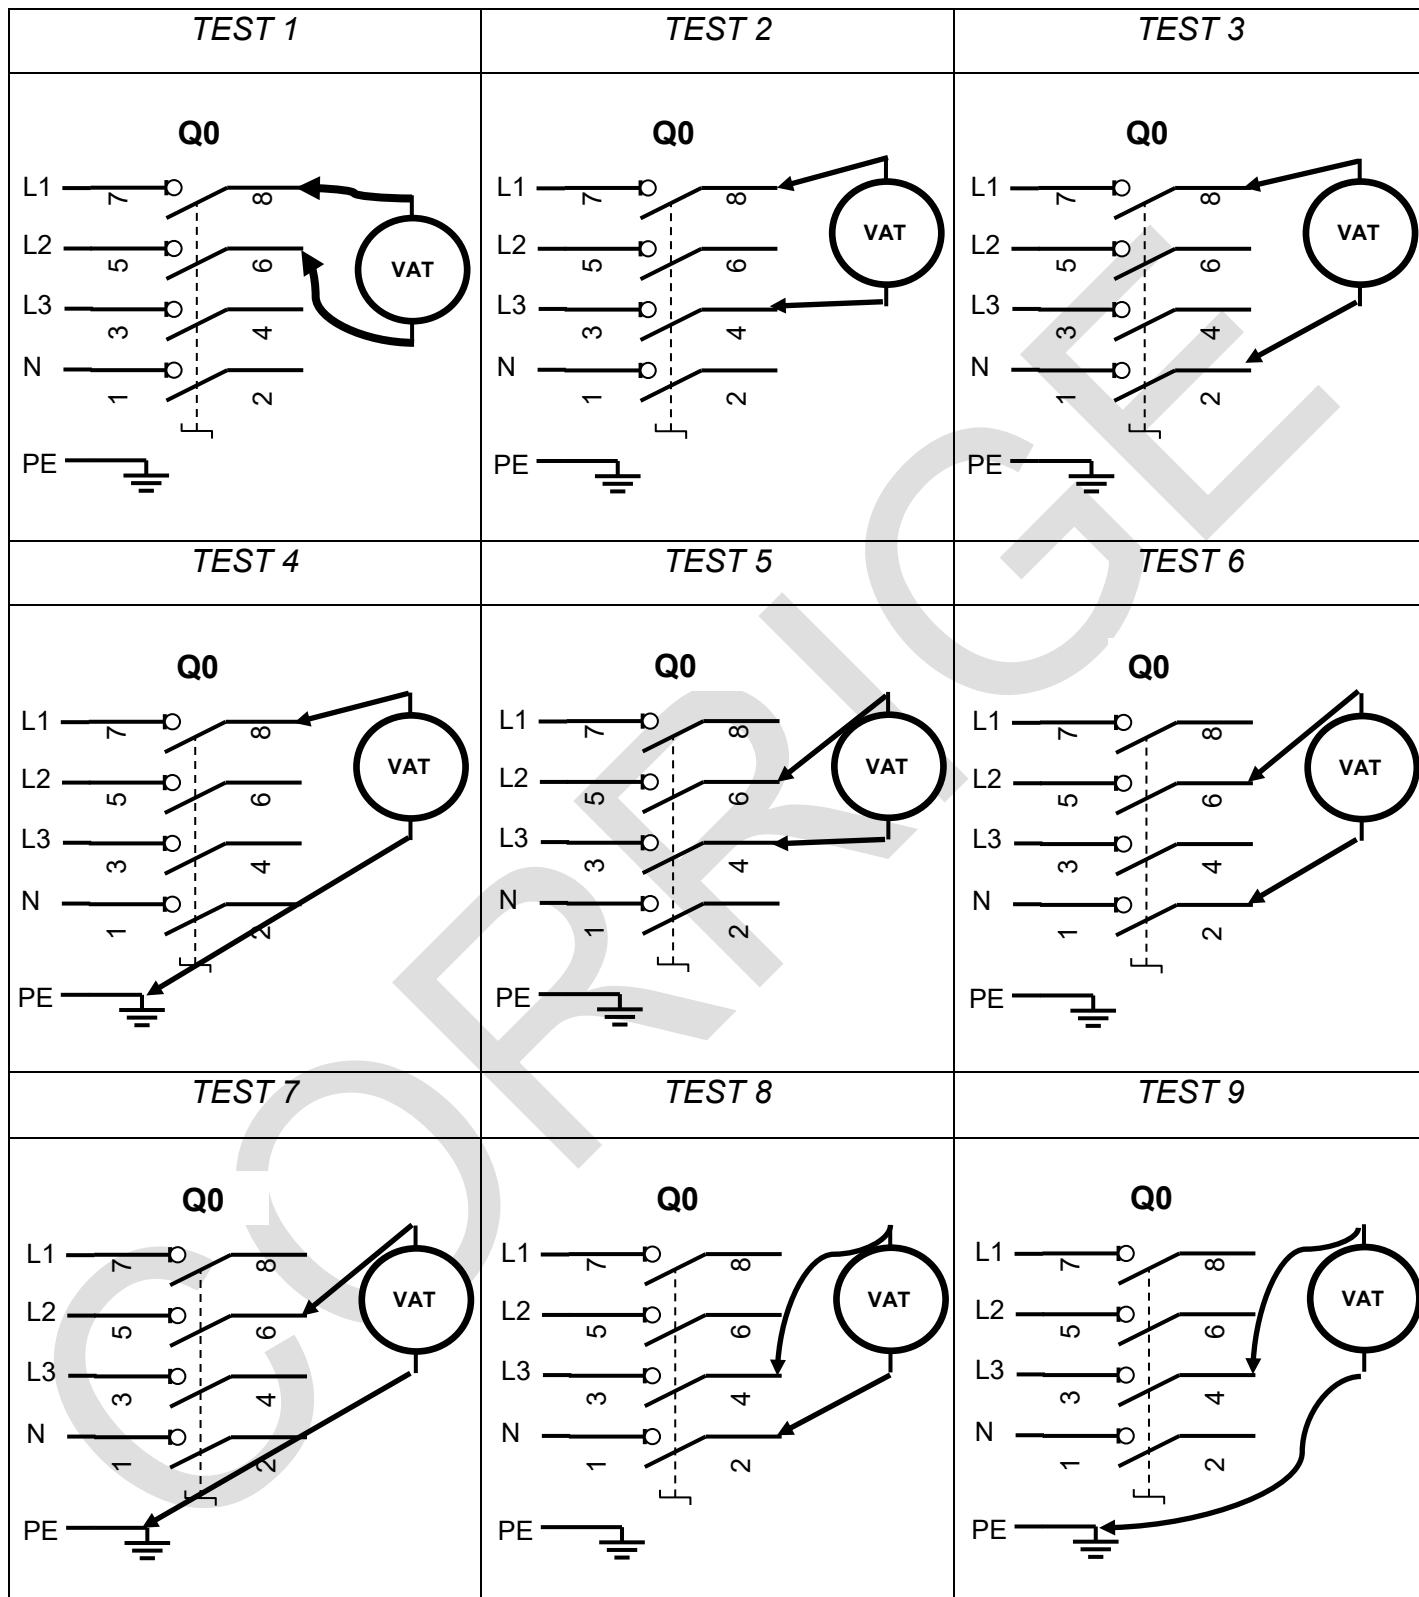 TEST 1 TEST 2 TEST 3
Q0 Q0 Q0
L1 7 8 L1 7 8 L1 7 8
VAT VAT VAT
L2 5 6 L2 5 6 L2 5 6
L3 3 4 L3 3 4 L3 3 4
N 1 2 N 1 2 N 1 2
PE PE PE
TEST 4 TEST 5 TEST 6
Q0 Q0 Q0
L1 7 8 L1 7 8 L1 7 8
VAT VAT VAT
L2 5 6 L2 5 6 L2 5 6
L3 3 4 L3 3 4 L3 3 4
N 1 2 N 1 2 N 1 2
PE PE PE
TEST 7 TEST 8 TEST 9
Q0 Q0 Q0
L1 7 8 L1 7 8 L1 7 8
VAT VAT VAT
L2 5 6 L2 5 6 L2 5 6
L3 3 4 L3 3 4 L3 3 4
N 1 2 N 1 2 N 1 2
PE PE PE
CORRIGE